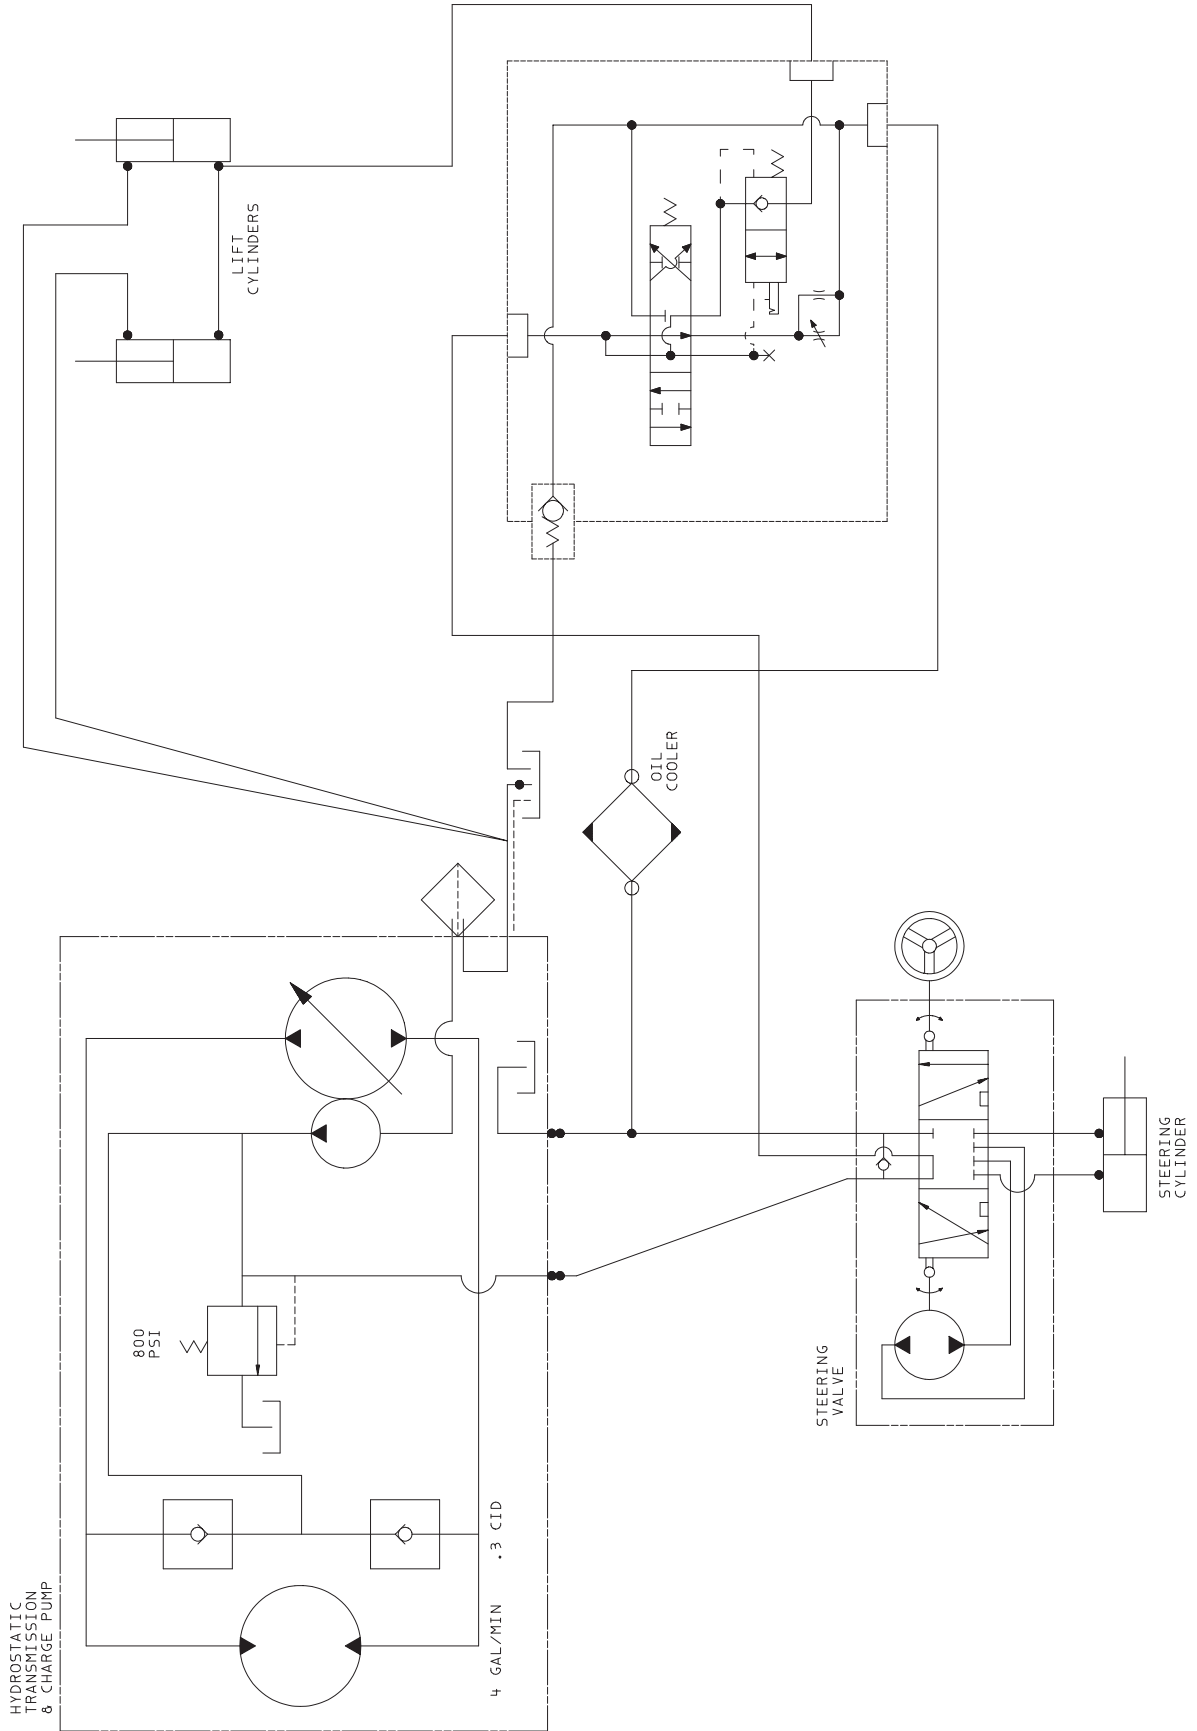 HYDROSTATIC
TRANSMISSION
& CHARGE PUMP
4 GAL/MIN .3 CID
800
PSI
LIFT
CYLINDERS
OIL
COOLER
STEERING
VALVE
STEERING
CYLINDER